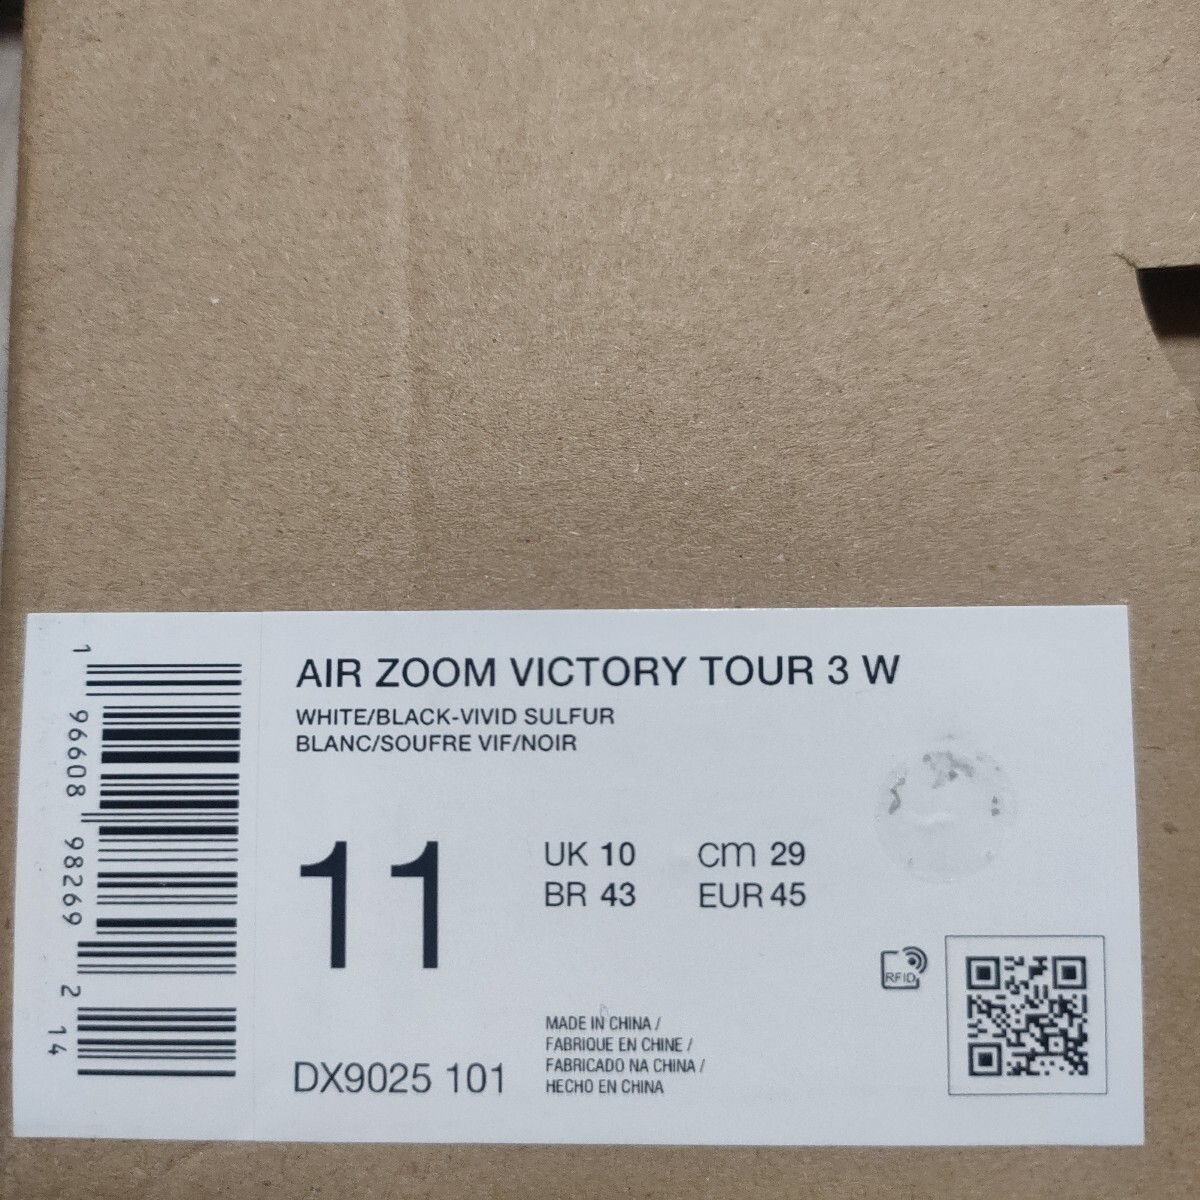 AIR ZOOM VICTORY TOUR 3 W
WHITE/BLACK-VIVID SULFUR
BLANC/SOUFRE VIF/NOIR
11
UK 10 cm 29
BR 43 EUR 45
RFID
MADE IN CHINA /
FABRIQUE EN CHINE /
FABRICADO NA CHINA /
HECHO EN CHINA
DX9025 101
1 96608 98269 2 14